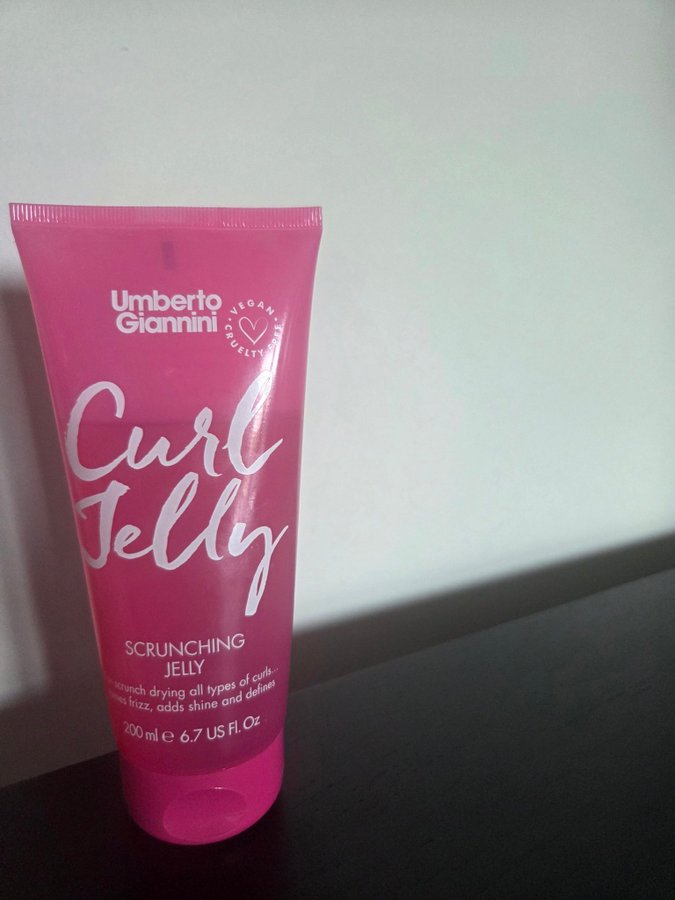 Umberto
Giannini
VEGAN
CRUELTY FREE
Curl
Jelly
SCRUNCHING
JELLY
scrunch drying all types of curls...
frizz, adds shine and defines
200 ml e 6.7 US Fl. Oz